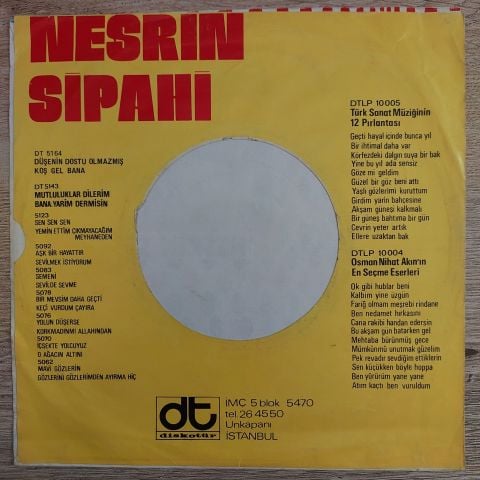 NESRİN
SİPAHİ
DT 5164
DÜŞENİN DOSTU OLMAZMIŞ
KOŞ GEL BANA
DT 5143
MUTLULUKLAR DİLERİM
BANA YARİM DERMİSİN
5123
SEN SEN SEN
YEMİN ETTİM ÇIKMAYACAĞIM
MEYHANEDEN
5092
AŞK BİR HAYATTIR
SEVİLMEK İSTİYORUM
5083
SEMENİ
SEVİLDE SEVME
5078
BİR MEVSİM DAHA GEÇTİ
KEÇİ VURDUM ÇAYIRA
5076
YOLUN DÜŞERSE
KORKMADINMI ALLAHINDAN
5070
İÇSEKTE YOLCUYUZ
O AĞACIN ALTINI
5062
MAVİ GÖZLERİN
GÖZLERİNİ GÖZLERİMDEN AYIRMA HİÇ
DTLP 10005
Türk Sanat Müziğinin
12 Pırlantası
Geçti hayal içinde bunca yıl
Bir ihtimal daha var
Körfezdeki dalgın suya bir bak
Yine bu yıl ada sensiz
Göze mi geldim
Güzel bir göz beni attı
Yaslı gözlerimi kuruttum
Girdim yarin bahçesine
Akşam güneşi kalkmalı
Bir güneş bahtıma bir gün
Çevrin yeter artık
Ellere uzaktan bak
DTLP 10004
Osman Nihat Akın'ın
En Seçme Eserleri
Ok gibi hublar beni
Kalbim yine üzgün
Fariğ olmam meşrebi rindane
Ben nedamet hırkasını
Cana rakibi handan edersin
Bu akşam gün batarken gel
Mehtaba bürünmüş gece
Mümkünmü unutmak güzelim
Pek revadır sevdiğim ettiklerin
Sen küçükken böyle hoppa
Ben yürürüm yane yane
Atım kaçtı ben vuruldum
dt
diskotür
İMC 5 blok 5470
tel. 26 45 50
Unkapanı
İSTANBUL